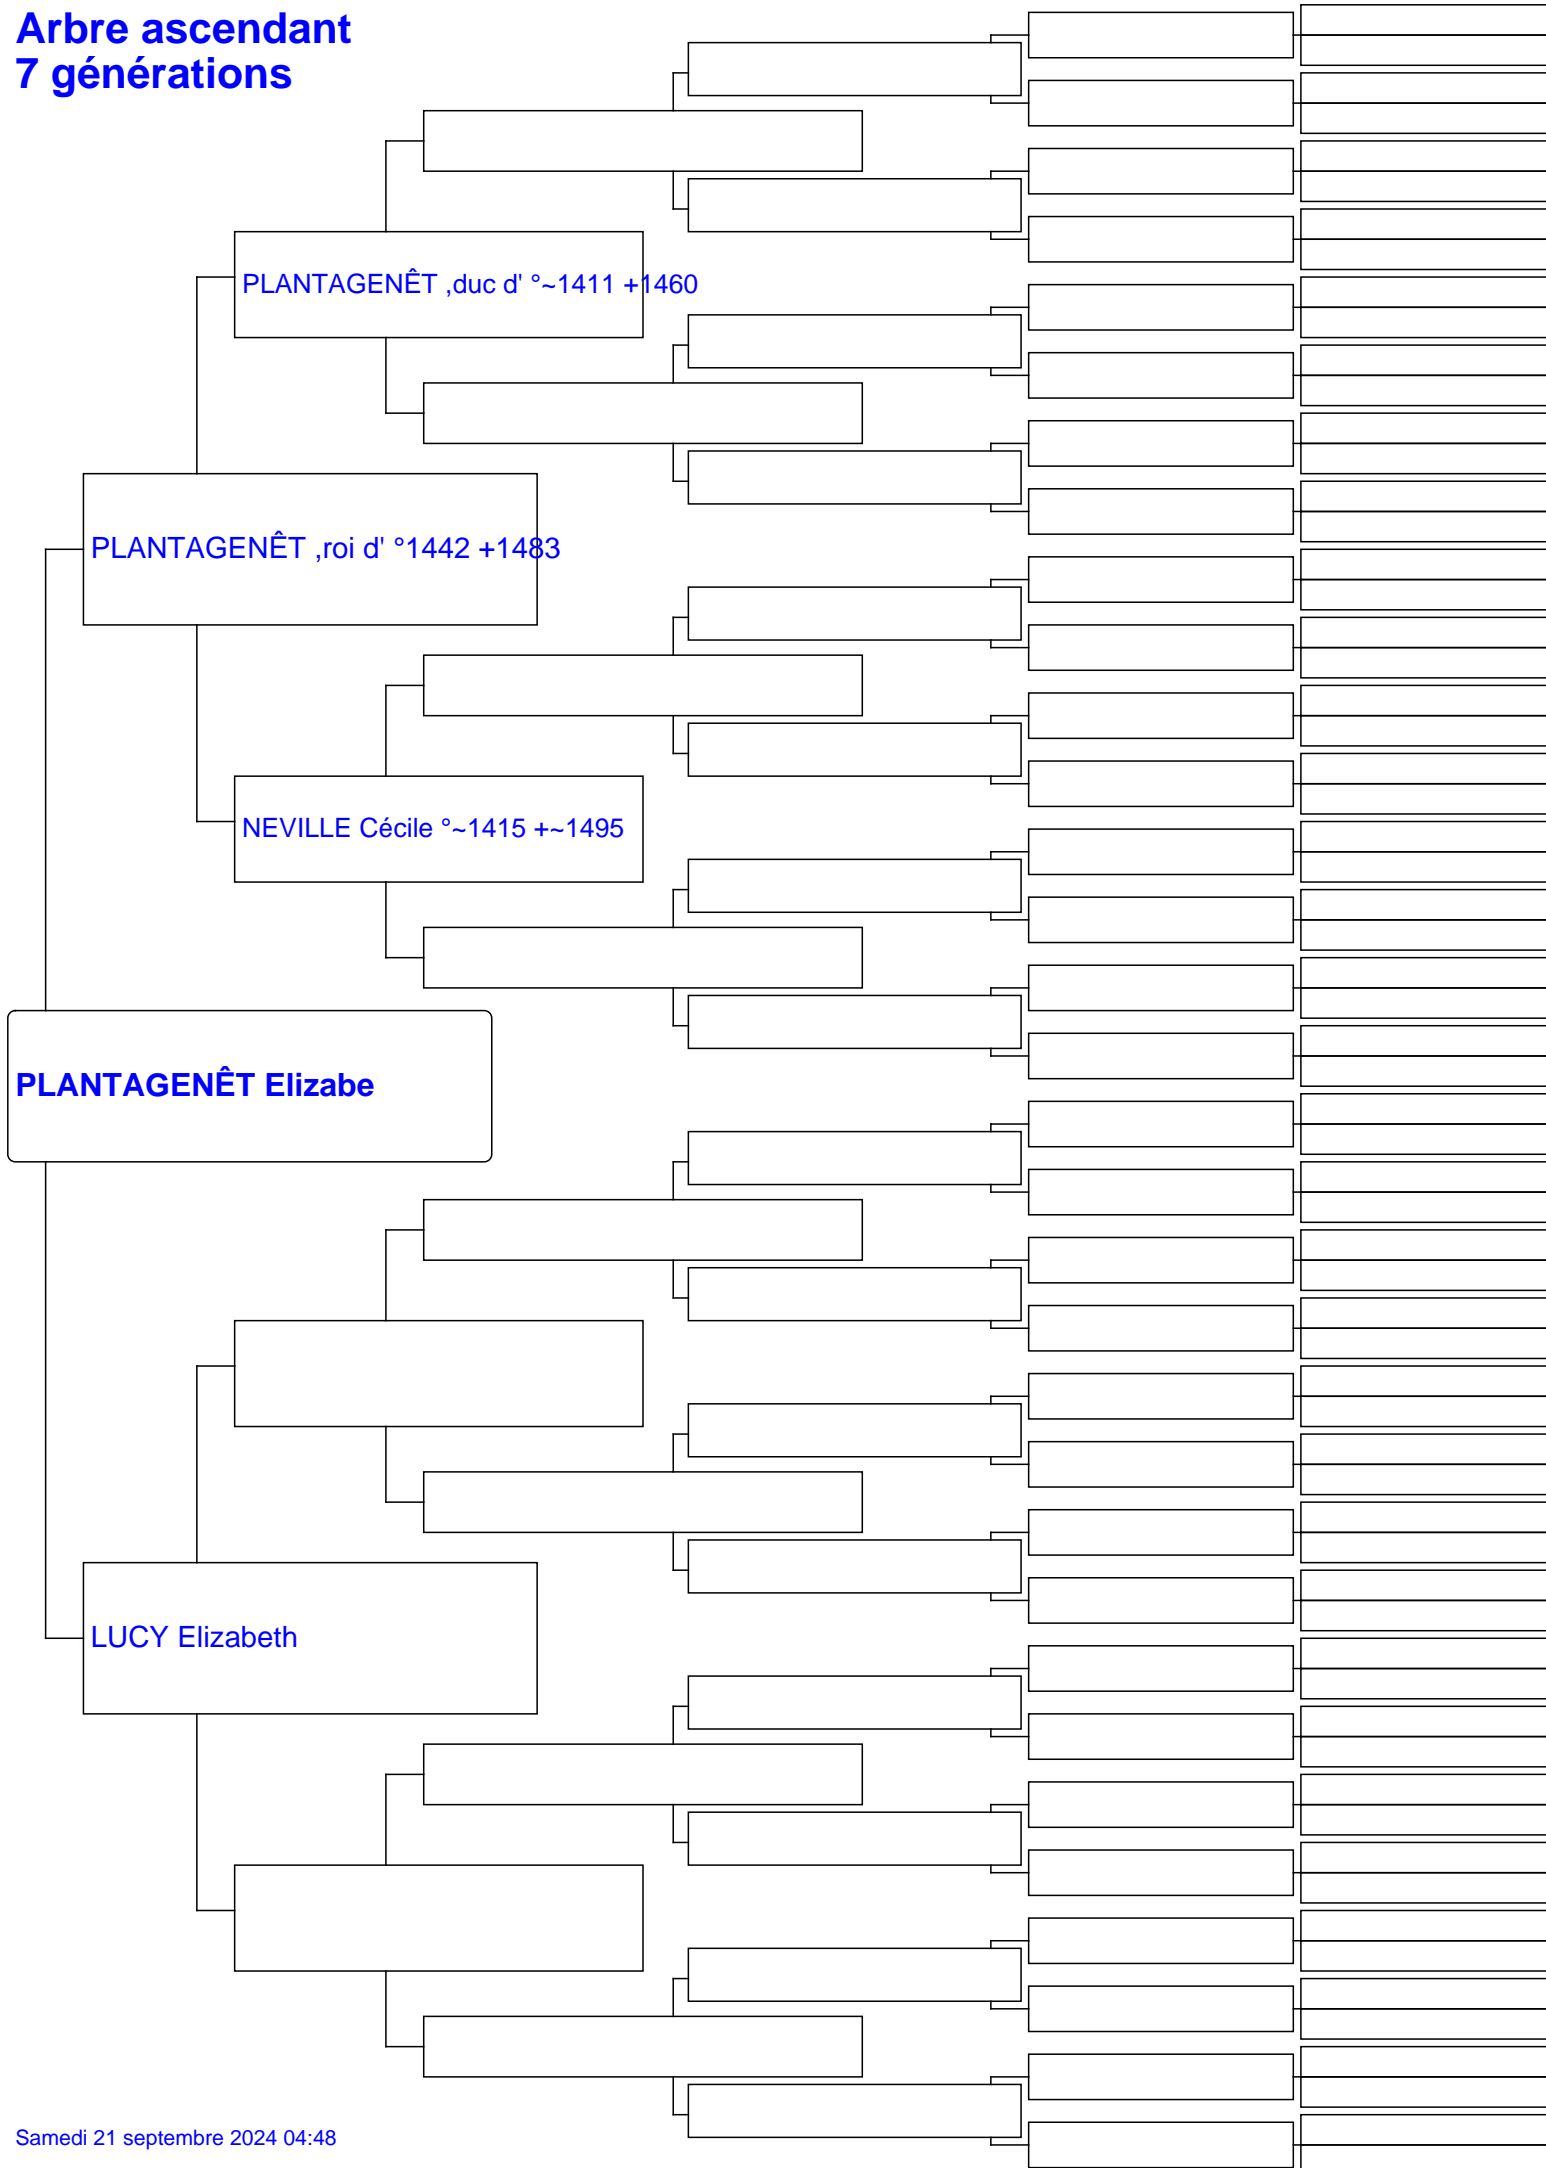 Arbre ascendant
7 générations
PLANTAGENÊT ,duc d' °~1411 +1460
PLANTAGENÊT ,roi d' °1442 +1483
NEVILLE Cécile °~1415 +~1495
PLANTAGENÊT Elizabe
LUCY Elizabeth
Samedi 21 septembre 2024 04:48